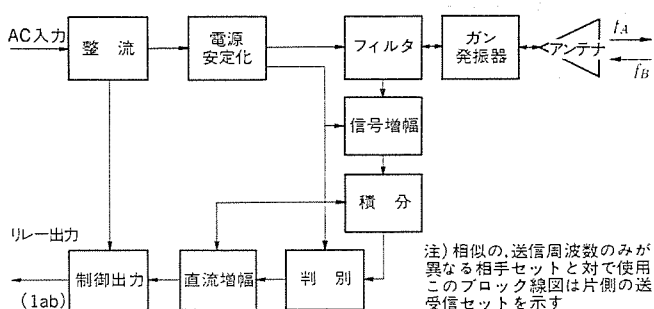 AC入力
整 流
電源
安定化
フィルタ
ガン
発振器
アンテナ
fA
fB
信号増幅
積 分
リレー出力
制御出力
直流増幅
判 別
(1ab)
注)相似の,送信周波数のみが
異なる相手セットと対で使用
このブロック線図は片側の送
受信セットを示す